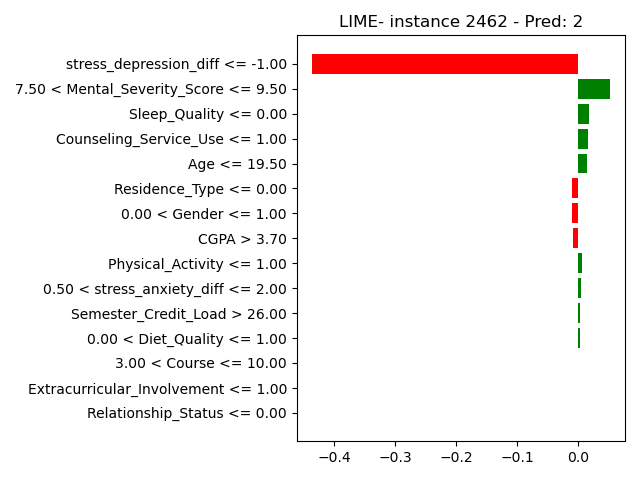 LIME- instance 2462 - Pred: 2
stress_depression_diff <= -1.00
7.50 < Mental_Severity_Score <= 9.50
Sleep_Quality <= 0.00
Counseling_Service_Use <= 1.00
Age <= 19.50
Residence_Type <= 0.00
0.00 < Gender <= 1.00
CGPA > 3.70
Physical_Activity <= 1.00
0.50 < stress_anxiety_diff <= 2.00
Semester_Credit_Load > 26.00
0.00 < Diet_Quality <= 1.00
3.00 < Course <= 10.00
Extracurricular_Involvement <= 1.00
Relationship_Status <= 0.00
−0.4 −0.3 −0.2 −0.1 0.0